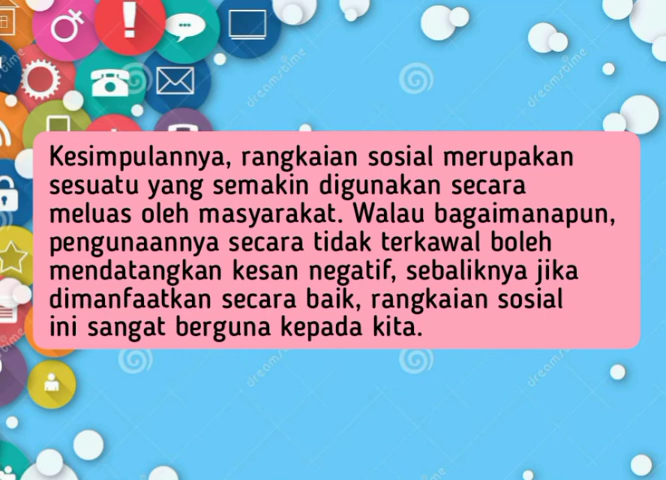 Kesimpulannya, rangkaian sosial merupakan
sesuatu yang semakin digunakan secara
meluas oleh masyarakat. Walau bagaimanapun,
pengunaannya secara tidak terkawal boleh
mendatangkan kesan negatif, sebaliknya jika
dimanfaatkan secara baik, rangkaian sosial
ini sangat berguna kepada kita.